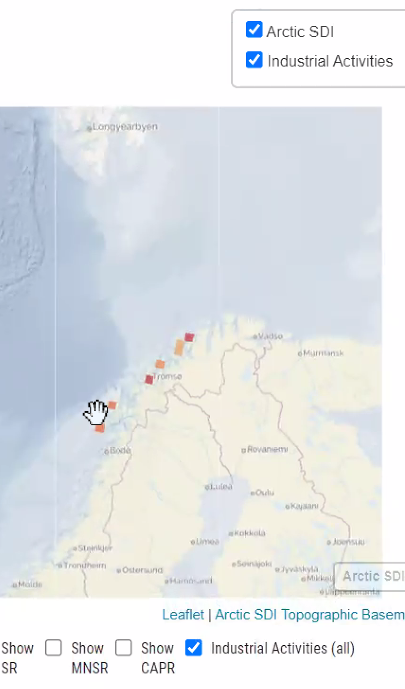 Arctic SDI
Industrial Activities
Longyearbyen
Vadsø
Murmansk
Tromsø
Bodø
Rovaniemi
Luleå
Oulu
Kajaani
Kokkola
Umeå
Joensuu
Steinkjer
Seinäjoki
Jyväskylä
Trondheim
Östersund
Mikkeli
Arctic SDI
Molde
Härnösand
Lappeenranta
Leaflet | Arctic SDI Topographic Basem
Show Show Show Industrial Activities (all)
SR MNSR CAPR